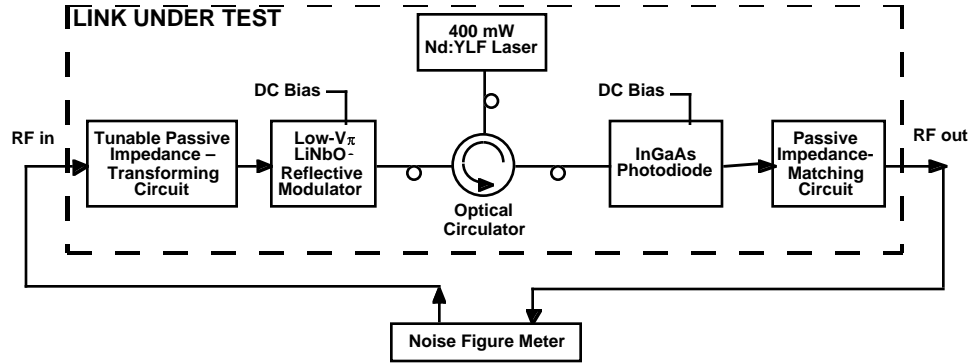 LINK UNDER TEST
400 mW
Nd:YLF Laser
DC Bias
DC Bias
RF in
Tunable Passive
Impedance –
Transforming
Circuit
Low-Vπ
LiNbO-
Reflective
Modulator
Optical
Circulator
InGaAs
Photodiode
Passive
Impedance-
Matching
Circuit
RF out
Noise Figure Meter